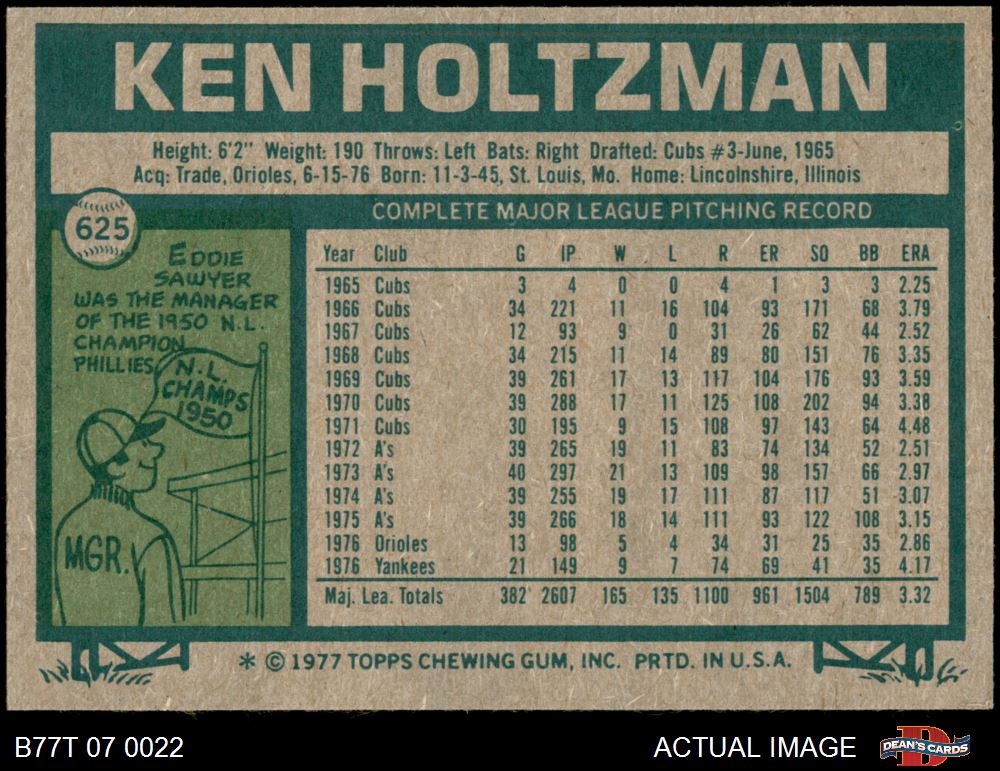 KEN HOLTZMAN
Height: 6'2" Weight: 190 Throws: Left Bats: Right Drafted: Cubs #3-June, 1965
Acq: Trade, Orioles, 6-15-76 Born: 11-3-45, St. Louis, Mo. Home: Lincolnshire, Illinois
625
EDDIE
SAWYER
WAS THE MANAGER
OF THE 1950 N.L.
CHAMPION
PHILLIES
N.L.
CHAMPS
1950
MGR.
COMPLETE MAJOR LEAGUE PITCHING RECORD
Year Club G IP W L R ER SO BB ERA
1965 Cubs 3 4 0 0 4 1 3 3 2.25
1966 Cubs 34 221 11 16 104 93 171 68 3.79
1967 Cubs 12 93 9 0 31 26 62 44 2.52
1968 Cubs 34 215 11 14 89 80 151 76 3.35
1969 Cubs 39 261 17 13 117 104 176 93 3.59
1970 Cubs 39 288 17 11 125 108 202 94 3.38
1971 Cubs 30 195 9 15 108 97 143 64 4.48
1972 A's 39 265 19 11 83 74 134 52 2.51
1973 A's 40 297 21 13 109 98 157 66 2.97
1974 A's 39 255 19 17 111 87 117 51 3.07
1975 A's 39 266 18 14 111 93 122 108 3.15
1976 Orioles 13 98 5 4 34 31 25 35 2.86
1976 Yankees 21 149 9 7 74 69 41 35 4.17
Maj. Lea. Totals 382 2607 165 135 1100 961 1504 789 3.32
* © 1977 TOPPS CHEWING GUM, INC. PRTD. IN U.S.A.
B77T 07 0022
ACTUAL IMAGE
DEAN'S CARDS